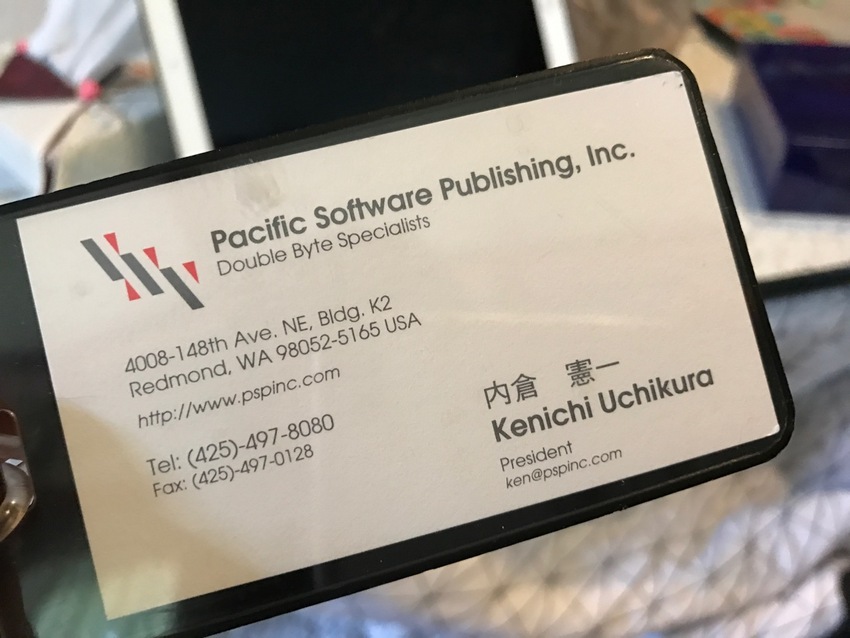 Pacific Software Publishing, Inc.
Double Byte Specialists
4008-148th Ave. NE, Bldg. K2
Redmond, WA 98052-5165 USA
http://www.pspinc.com
Tel: (425)-497-8080
Fax: (425)-497-0128
内倉　憲一
Kenichi Uchikura
President
ken@pspinc.com